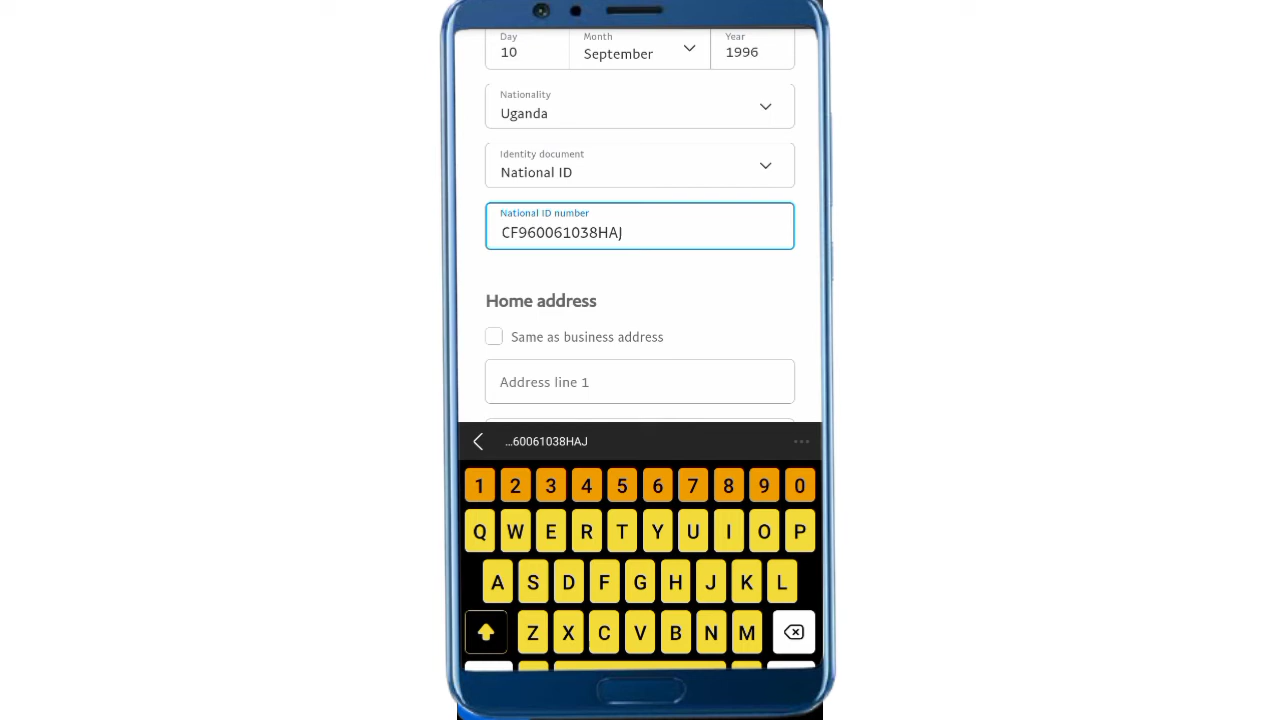 Day Month Year
10 September 1996
Nationality
Uganda
Identity document
National ID
National ID number
CF960061038HAJ
Home address
Same as business address
Address line 1
...60061038HAJ
1 2 3 4 5 6 7 8 9 0
Q W E R T Y U I O P
A S D F G H J K L
Z X C V B N M